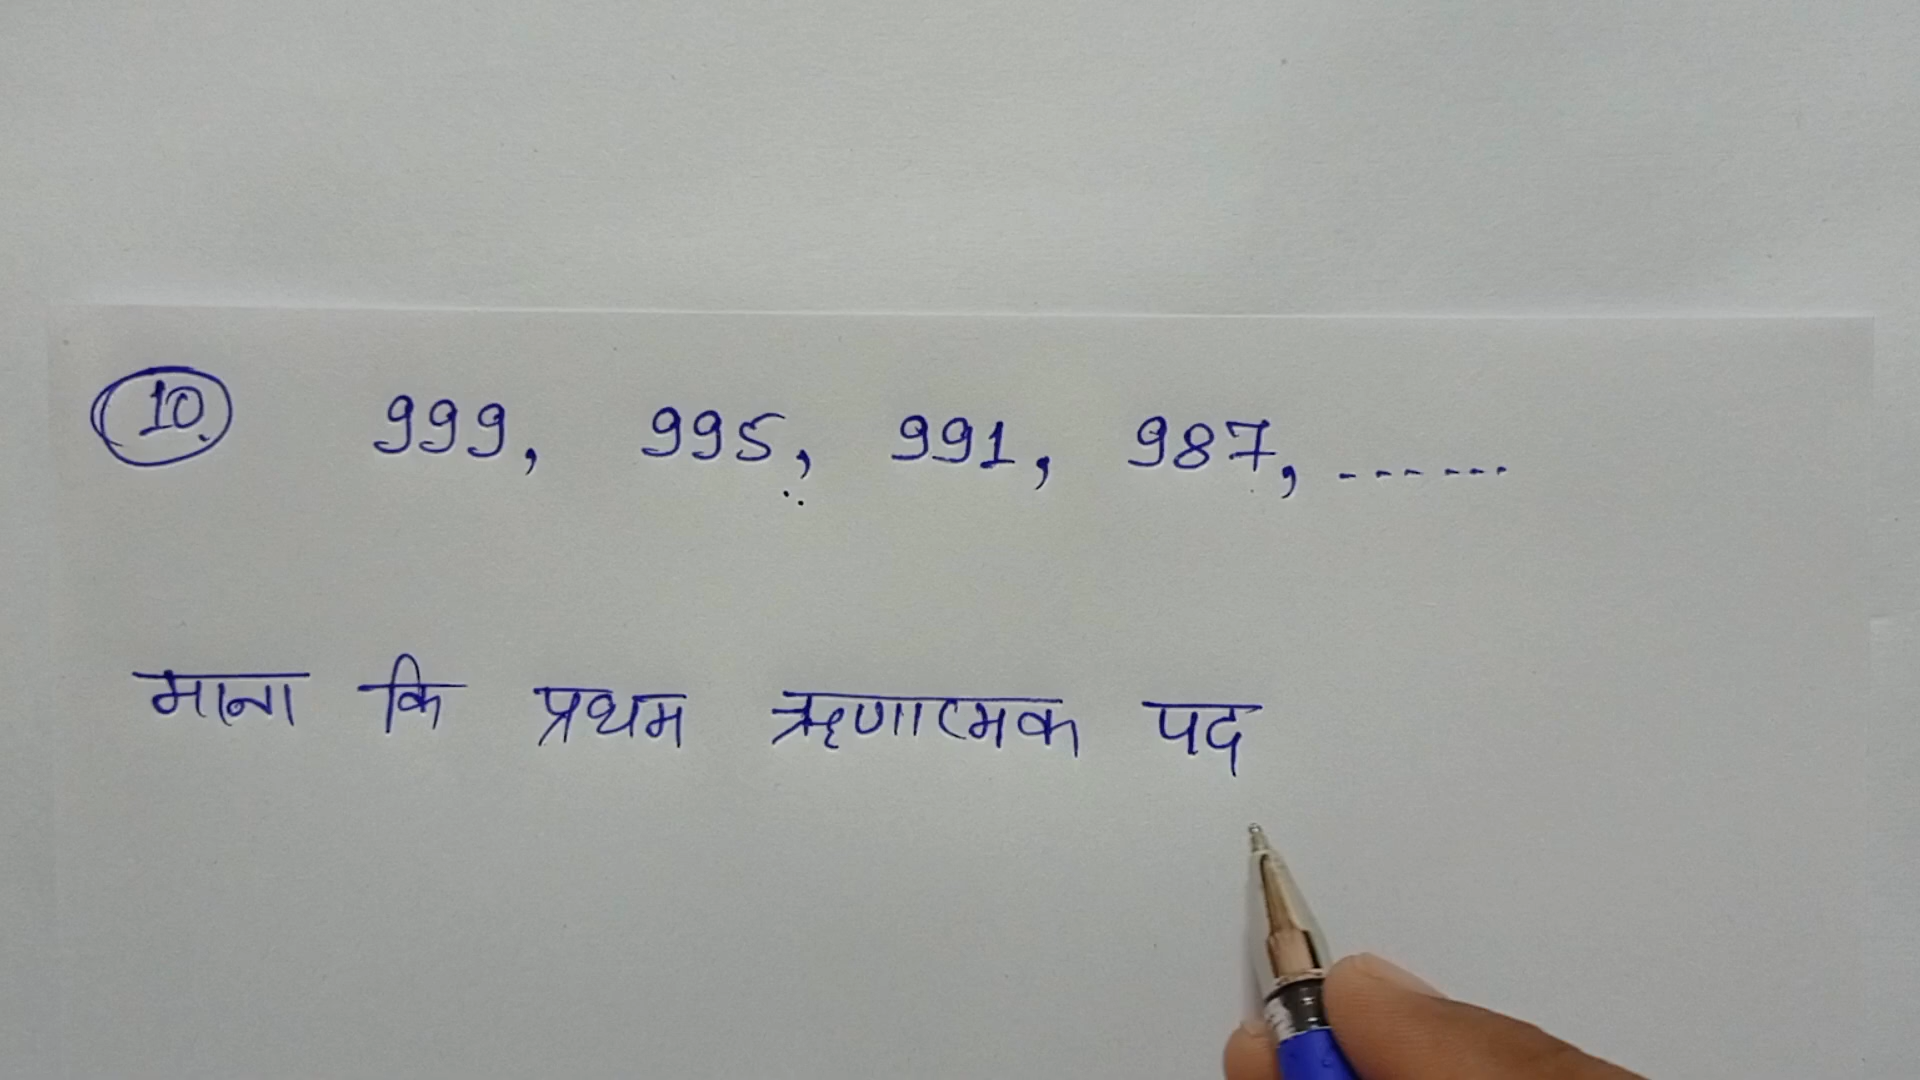 10. 999, 995, 991, 987, ------
माना कि प्रथम ऋणात्मक पद